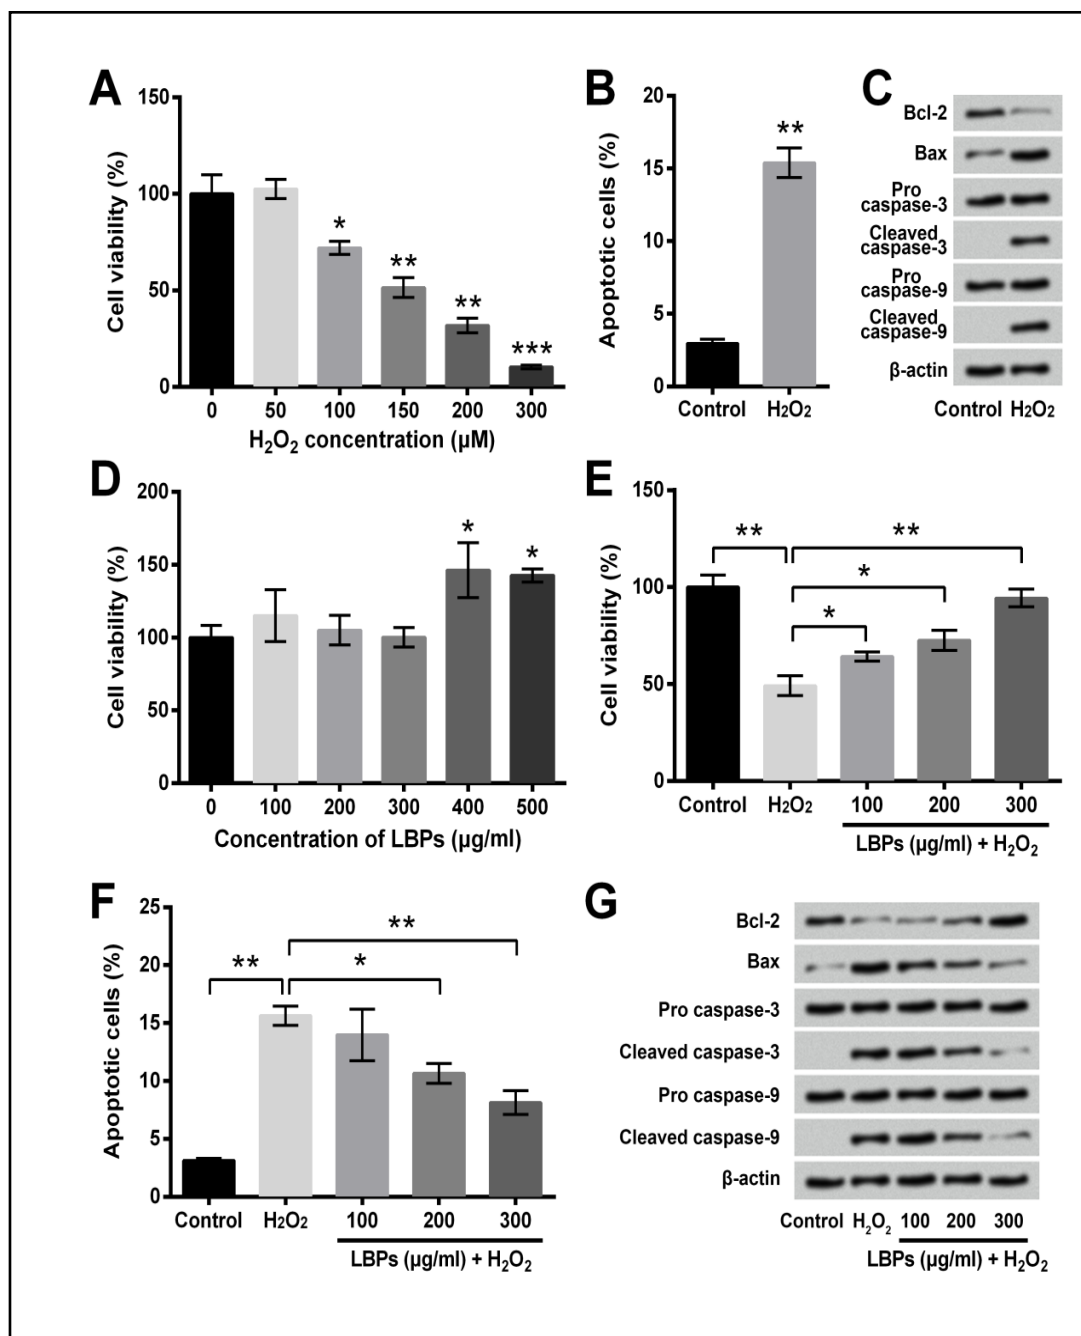 A
Cell viability (%)
150
100
50
0
*
**
**
***
0 50 100 150 200 300
H₂O₂ concentration (µM)
B
Apoptotic cells (%)
20
15
10
5
0
**
Control H₂O₂
C
Bcl-2
Bax
Pro
caspase-3
Cleaved
caspase-3
Pro
caspase-9
Cleaved
caspase-9
β-actin
Control H₂O₂
D
Cell viability (%)
200
150
100
50
0
*
*
0 100 200 300 400 500
Concentration of LBPs (µg/ml)
E
Cell viability (%)
150
100
50
0
** **
*
*
Control H₂O₂ 100 200 300
LBPs (µg/ml) + H₂O₂
F
Apoptotic cells (%)
25
20
15
10
5
0
**
** *
Control H₂O₂ 100 200 300
LBPs (µg/ml) + H₂O₂
G
Bcl-2
Bax
Pro caspase-3
Cleaved caspase-3
Pro caspase-9
Cleaved caspase-9
β-actin
Control H₂O₂ 100 200 300
LBPs (µg/ml) + H₂O₂